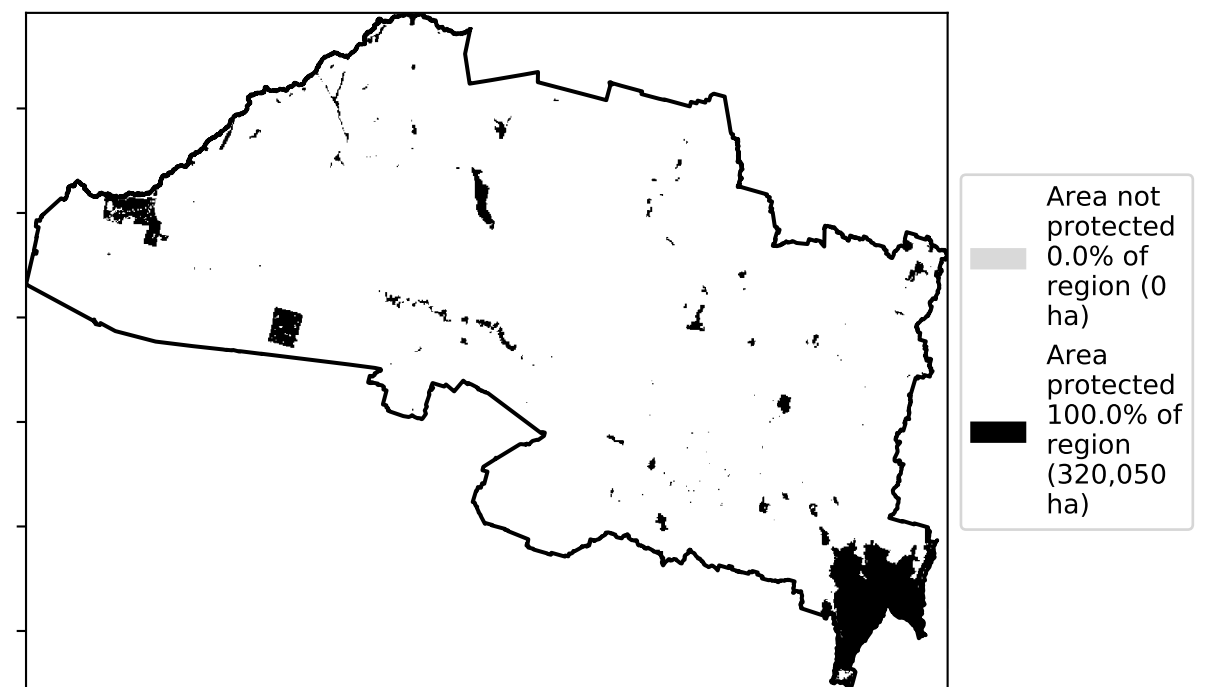 Area not
protected
0.0% of
region (0
ha)
Area
protected
100.0% of
region
(320,050
ha)